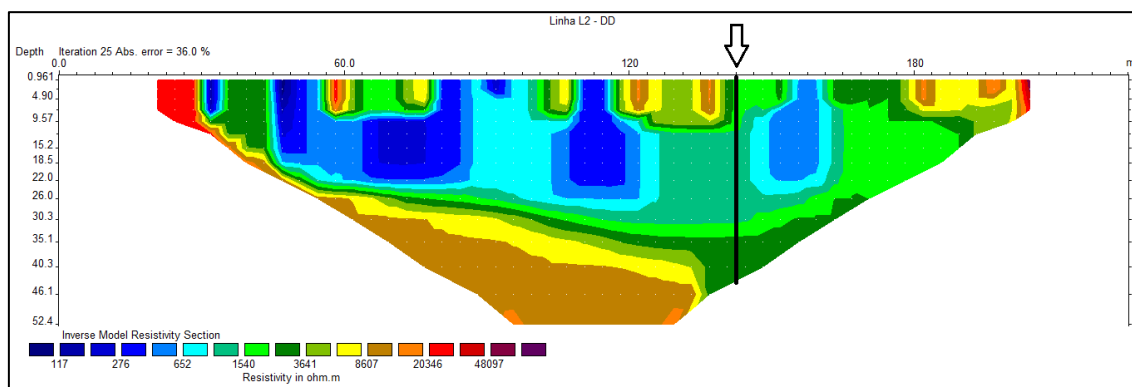 Linha L2 - DD
Depth Iteration 25 Abs. error = 36.0 %
0.0 60.0 120 180 m
0.961
4.90
9.57
15.2
18.5
22.0
26.0
30.3
35.1
40.3
46.1
52.4
Inverse Model Resistivity Section
117 276 652 1540 3641 8607 20346 48097
Resistivity in ohm.m